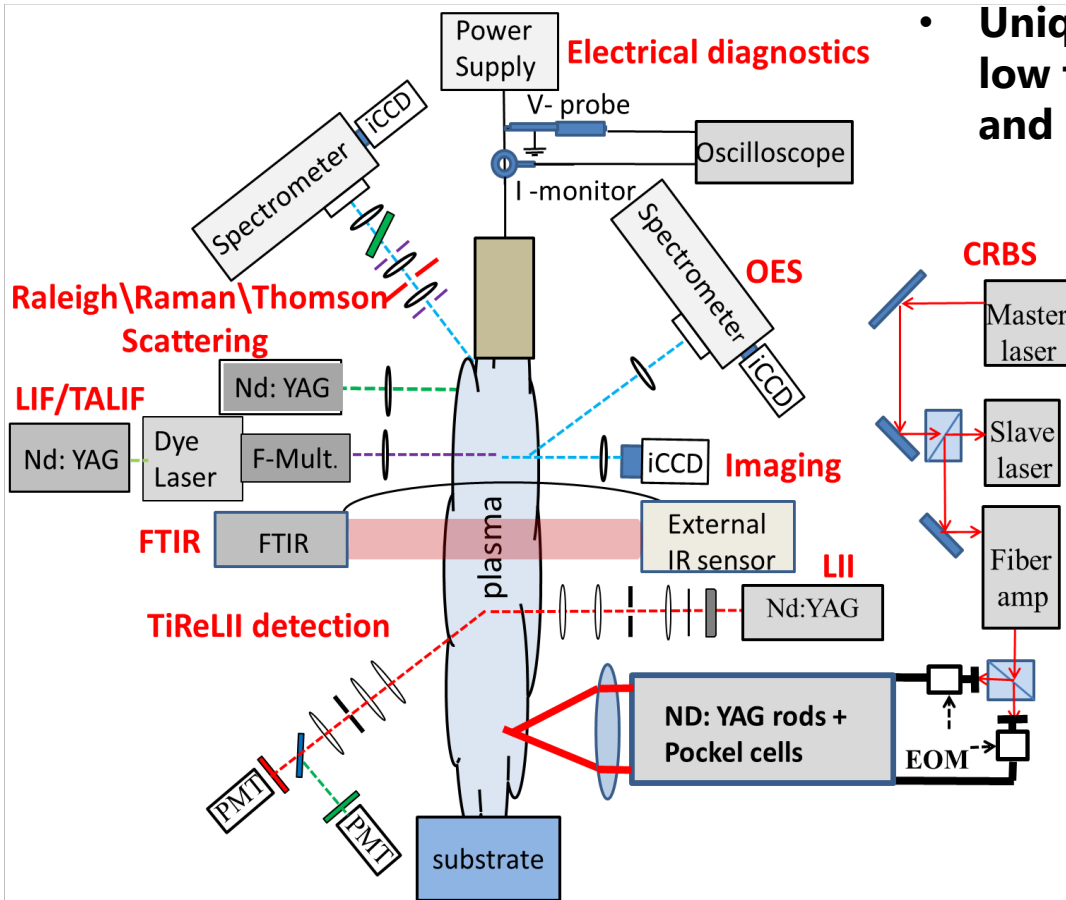 Power
Supply
Electrical diagnostics
• Uniq
low
and
V- probe
Oscilloscope
I -monitor
iCCD
Spectrometer
Spectrometer
iCCD
OES
CRBS
Master
laser
Raleigh\Raman\Thomson
Scattering
Nd: YAG
LIF/TALIF
Nd: YAG
Dye
Laser
F-Mult.
iCCD
Imaging
Slave
laser
FTIR
FTIR
plasma
External
IR sensor
Fiber
amp
LII
Nd:YAG
TiReLII detection
ND: YAG rods +
Pockel cells
EOM
PMT
PMT
substrate